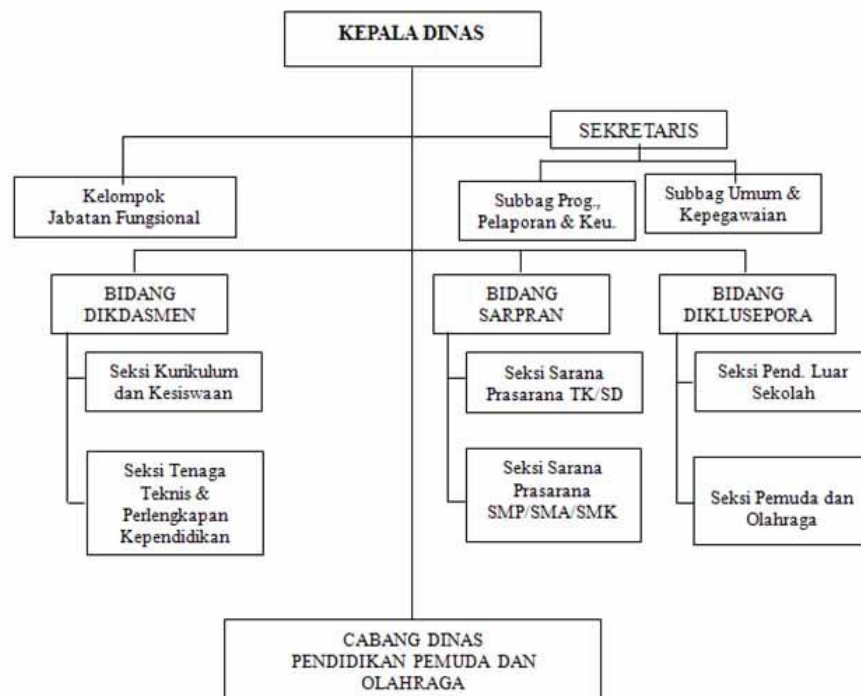 KEPALA DINAS
SEKRETARIS
Kelompok
Jabatan Fungsional
Subbag Prog.,
Pelaporan & Keu.
Subbag Umum &
Kepegawaian
BIDANG
DIKDASMEN
BIDANG
SARPRAN
BIDANG
DIKLUSEPORA
Seksi Kurikulum
dan Kesiswaan
Seksi Sarana
Prasarana TK/SD
Seksi Pend. Luar
Sekolah
Seksi Tenaga
Teknis &
Perlengkapan
Kependidikan
Seksi Sarana
Prasarana
SMP/SMA/SMK
Seksi Pemuda dan
Olahraga
CABANG DINAS
PENDIDIKAN PEMUDA DAN
OLAHRAGA